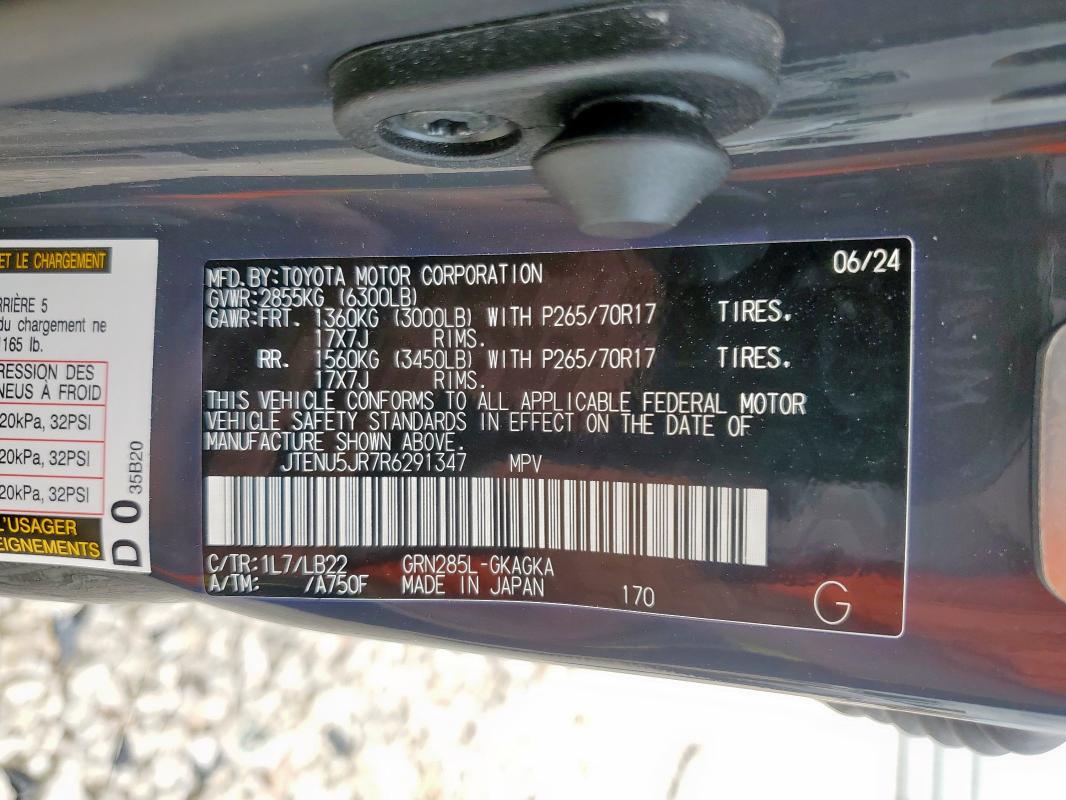 ET LE CHARGEMENT
RRIÈRE 5
du chargement ne
165 lb.
RESSION DES
NEUS À FROID
20kPa, 32PSI
20kPa, 32PSI
20kPa, 32PSI
L'USAGER
EIGNEMENTS
D 0 35B20
06/24
MFD.BY:TOYOTA MOTOR CORPORATION
GVWR:2855KG (6300LB)
GAWR:FRT. 1360KG (3000LB) WITH P265/70R17 TIRES.
17X7J RIMS.
RR. 1560KG (3450LB) WITH P265/70R17 TIRES.
17X7J RIMS.
THIS VEHICLE CONFORMS TO ALL APPLICABLE FEDERAL MOTOR
VEHICLE SAFETY STANDARDS IN EFFECT ON THE DATE OF
MANUFACTURE SHOWN ABOVE.
JTENU5JR7R6291347 MPV
C/TR:1L7/LB22 GRN285L-GKAGKA
A/TM: /A750F MADE IN JAPAN 170
G